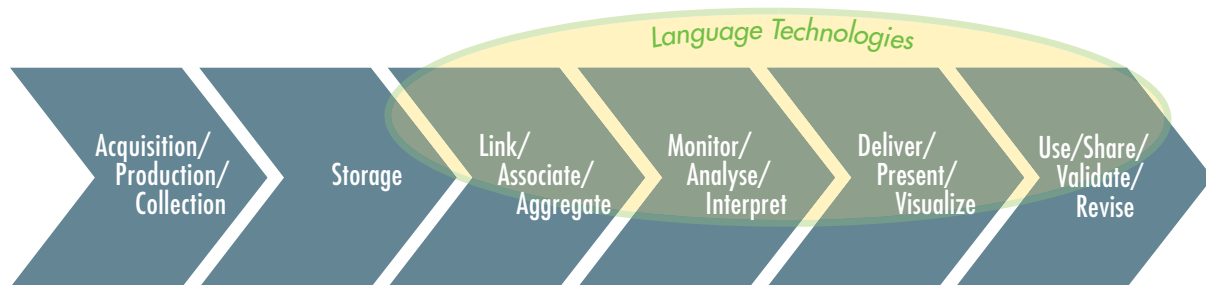 Language Technologies
Acquisition/
Production/
Collection
Storage
Link/
Associate/
Aggregate
Monitor/
Analyse/
Interpret
Deliver/
Present/
Visualize
Use/Share/
Validate/
Revise